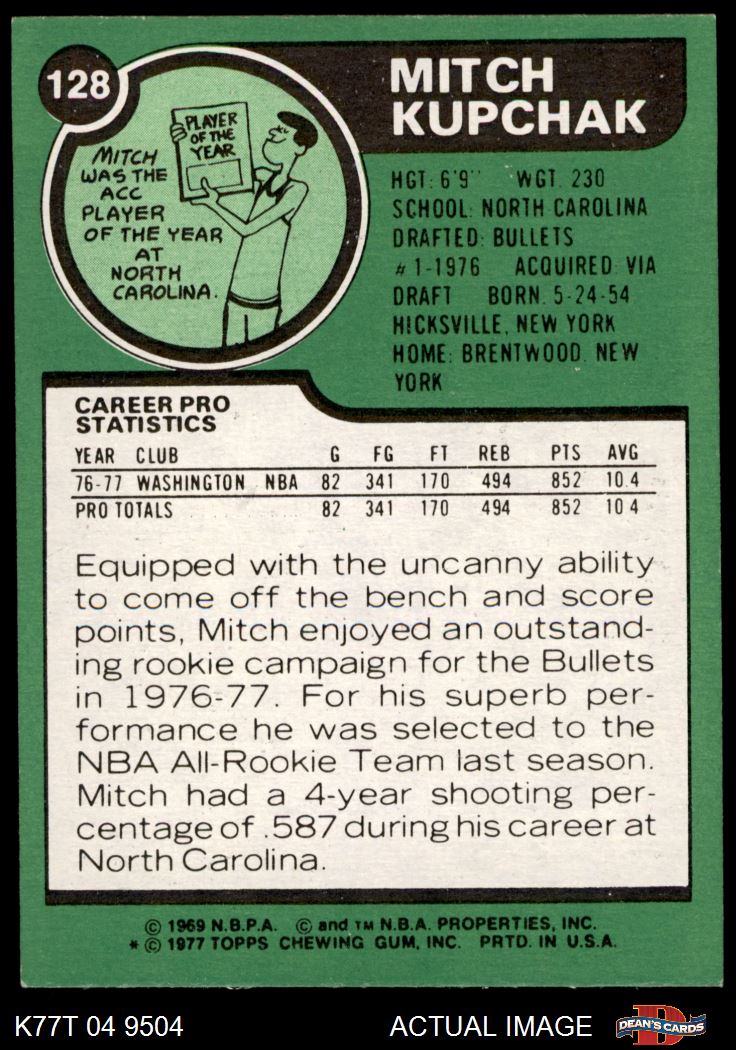 128
MITCH
KUPCHAK
PLAYER
OF THE
YEAR
MITCH
WAS THE
ACC
PLAYER
OF THE YEAR
AT
NORTH
CAROLINA.
HGT: 6'9" WGT. 230
SCHOOL: NORTH CAROLINA
DRAFTED: BULLETS
#1-1976 ACQUIRED: VIA
DRAFT BORN. 5-24-54
HICKSVILLE, NEW YORK
HOME: BRENTWOOD. NEW
YORK
CAREER PRO
STATISTICS
YEAR CLUB G FG FT REB PTS AVG
76-77 WASHINGTON NBA 82 341 170 494 852 10.4
PRO TOTALS 82 341 170 494 852 10 4
Equipped with the uncanny ability
to come off the bench and score
points, Mitch enjoyed an outstand-
ing rookie campaign for the Bullets
in 1976-77. For his superb per-
formance he was selected to the
NBA All-Rookie Team last season.
Mitch had a 4-year shooting per-
centage of .587 during his career at
North Carolina.
© 1969 N.B.P.A. © and TM N.B.A. PROPERTIES, INC.
* © 1977 TOPPS CHEWING GUM, INC. PRTD. IN U.S.A.
K77T 04 9504 ACTUAL IMAGE
D
DEAN'S CARDS